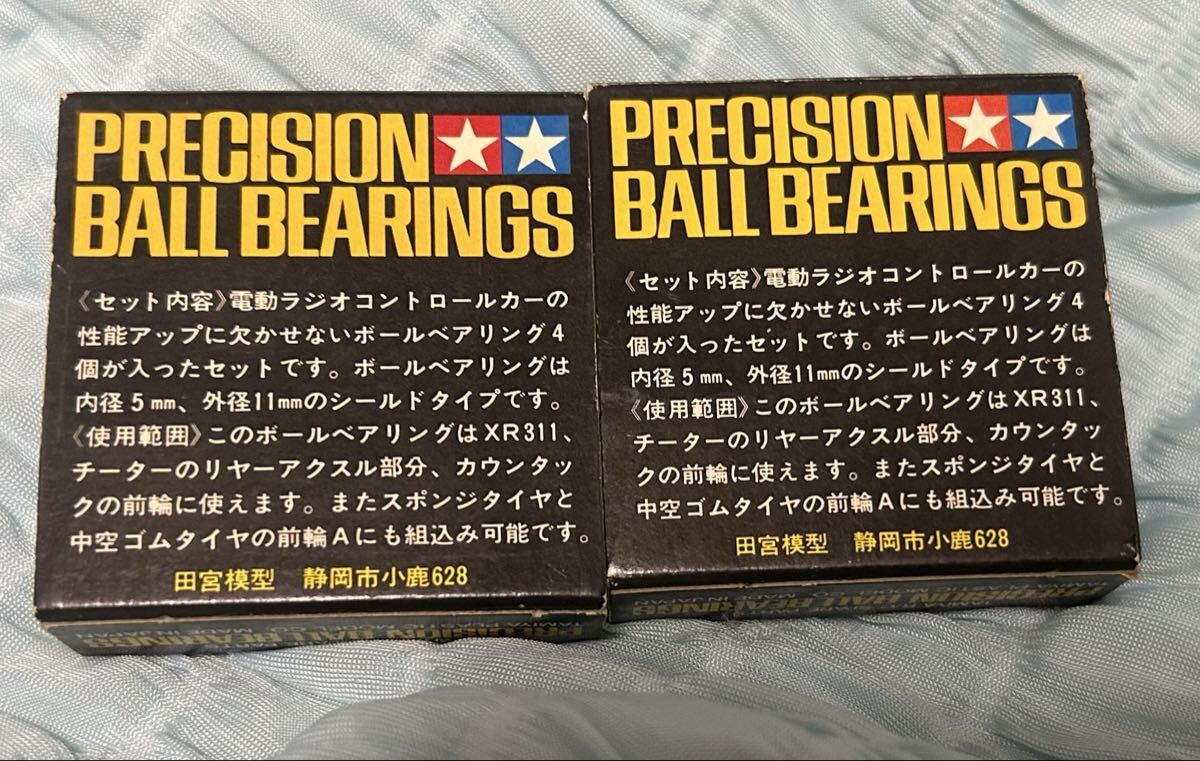 PRECISION
BALL BEARINGS
《セット内容》電動ラジオコントロールカーの
性能アップに欠かせないボールベアリング4
個が入ったセットです。ボールベアリングは
内径5mm、外径11mmのシールドタイプです。
《使用範囲》このボールベアリングはXR311、
チーターのリヤーアクスル部分、カウンタッ
クの前輪に使えます。またスポンジタイヤと
中空ゴムタイヤの前輪Aにも組込み可能です。
田宮模型 静岡市小鹿628
PRECISION BALL BEARINGS
PRECISION
BALL BEARINGS
《セット内容》電動ラジオコントロールカーの
性能アップに欠かせないボールベアリング4
個が入ったセットです。ボールベアリングは
内径5mm、外径11mmのシールドタイプです。
《使用範囲》このボールベアリングはXR311、
チーターのリヤーアクスル部分、カウンタッ
クの前輪に使えます。またスポンジタイヤと
中空ゴムタイヤの前輪Aにも組込み可能です。
田宮模型 静岡市小鹿628
PRECISION BALL BEARINGS